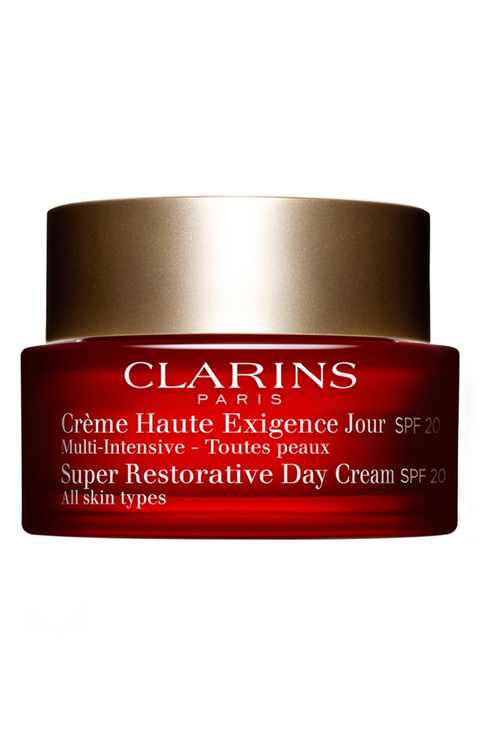 CLARINS
PARIS
Crème Haute Exigence Jour SPF 20
Multi-Intensive – Toutes peaux
Super Restorative Day Cream SPF 20
All skin types